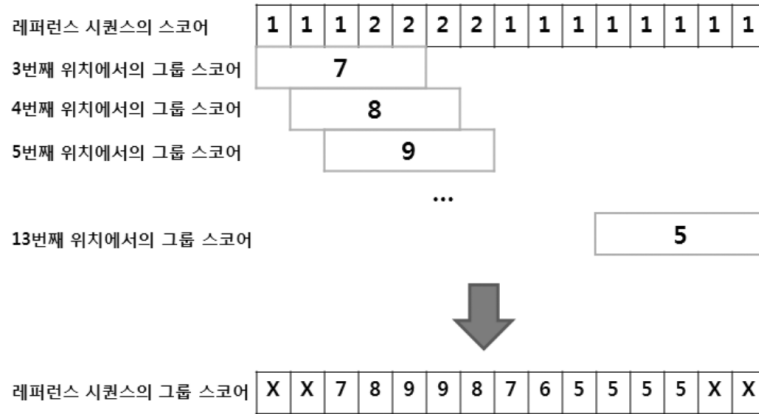 레퍼런스 시퀀스의 스코어 1 1 1 2 2 2 2 1 1 1 1 1 1 1 1
3번째 위치에서의 그룹 스코어 7
4번째 위치에서의 그룹 스코어 8
5번째 위치에서의 그룹 스코어 9
...
13번째 위치에서의 그룹 스코어 5
레퍼런스 시퀀스의 그룹 스코어 X X 7 8 9 9 8 7 6 5 5 5 5 X X